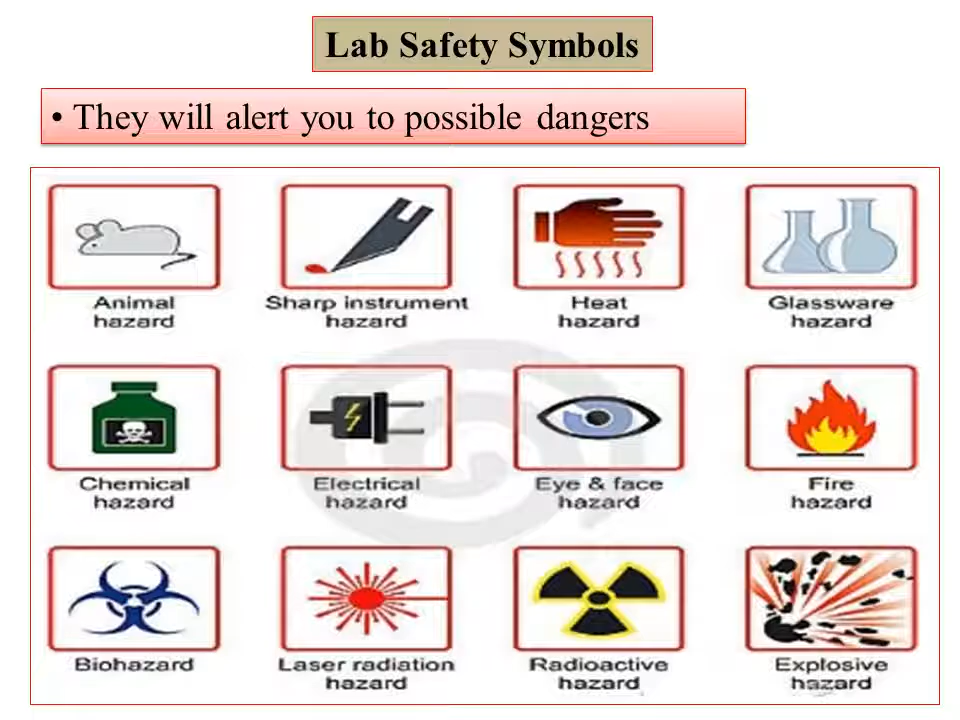 Lab Safety Symbols
• They will alert you to possible dangers
Animal hazard
Sharp instrument hazard
Heat hazard
Glassware hazard
Chemical hazard
Electrical hazard
Eye & face hazard
Fire hazard
Biohazard
Laser radiation hazard
Radioactive hazard
Explosive hazard